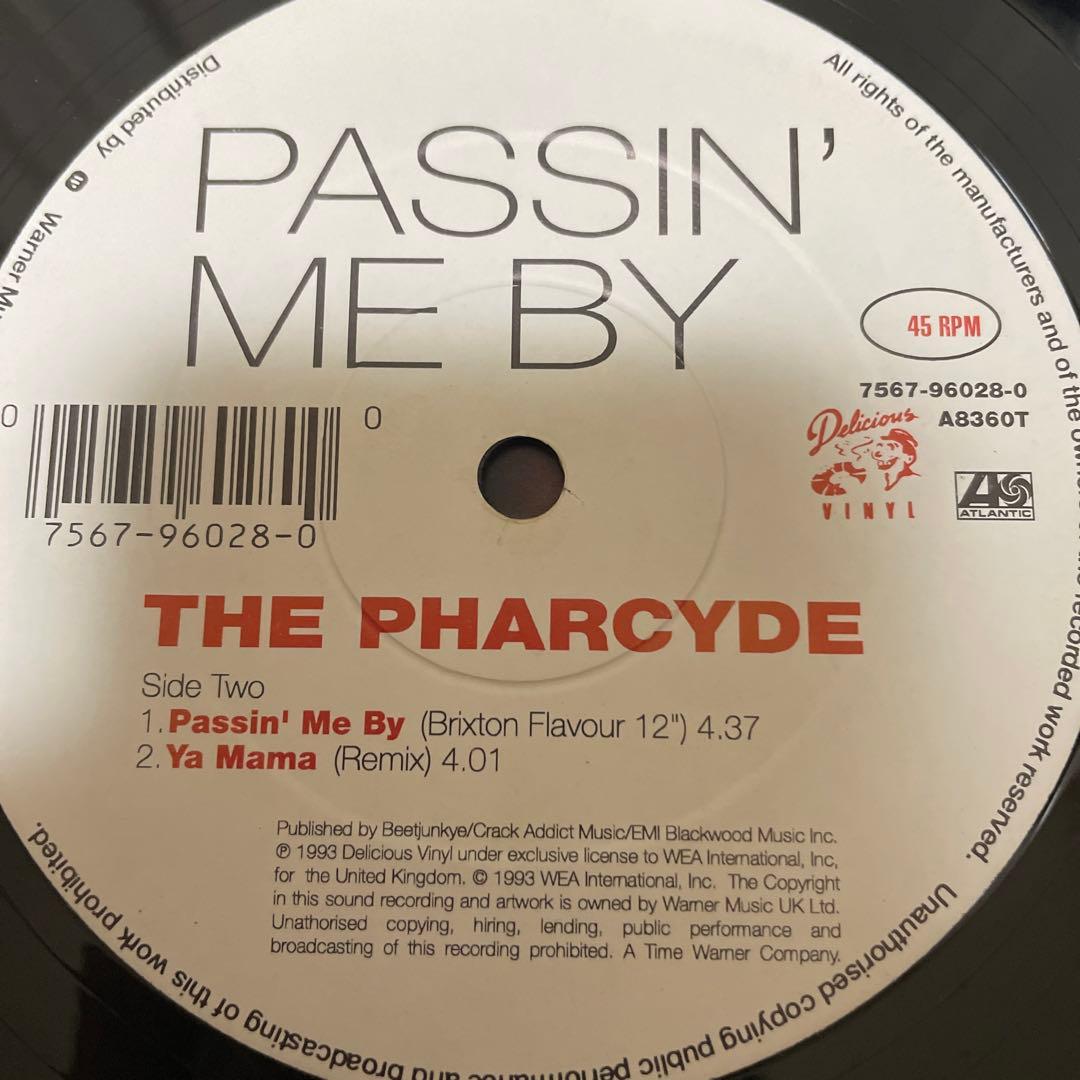 PASSIN'
ME BY
45 RPM
7567-96028-0
A8360T
Delicious
VINYL
ATLANTIC
0 0
7567-96028-0
THE PHARCYDE
Side Two
1. Passin' Me By (Brixton Flavour 12") 4.37
2. Ya Mama (Remix) 4.01
Published by Beetjunkye/Crack Addict Music/EMI Blackwood Music Inc.
℗ 1993 Delicious Vinyl under exclusive license to WEA International, Inc,
for the United Kingdom. © 1993 WEA International, Inc. The Copyright
in this sound recording and artwork is owned by Warner Music UK Ltd.
Unathorised copying, hiring, lending, public performance and
broadcasting of this recording prohibited. A Time Warner Company.
Distributed by Warner
All rights of the manufacturers and of the recorded work reserved.
Unauthorised copying public performance and broadcasting of this work prohibited.